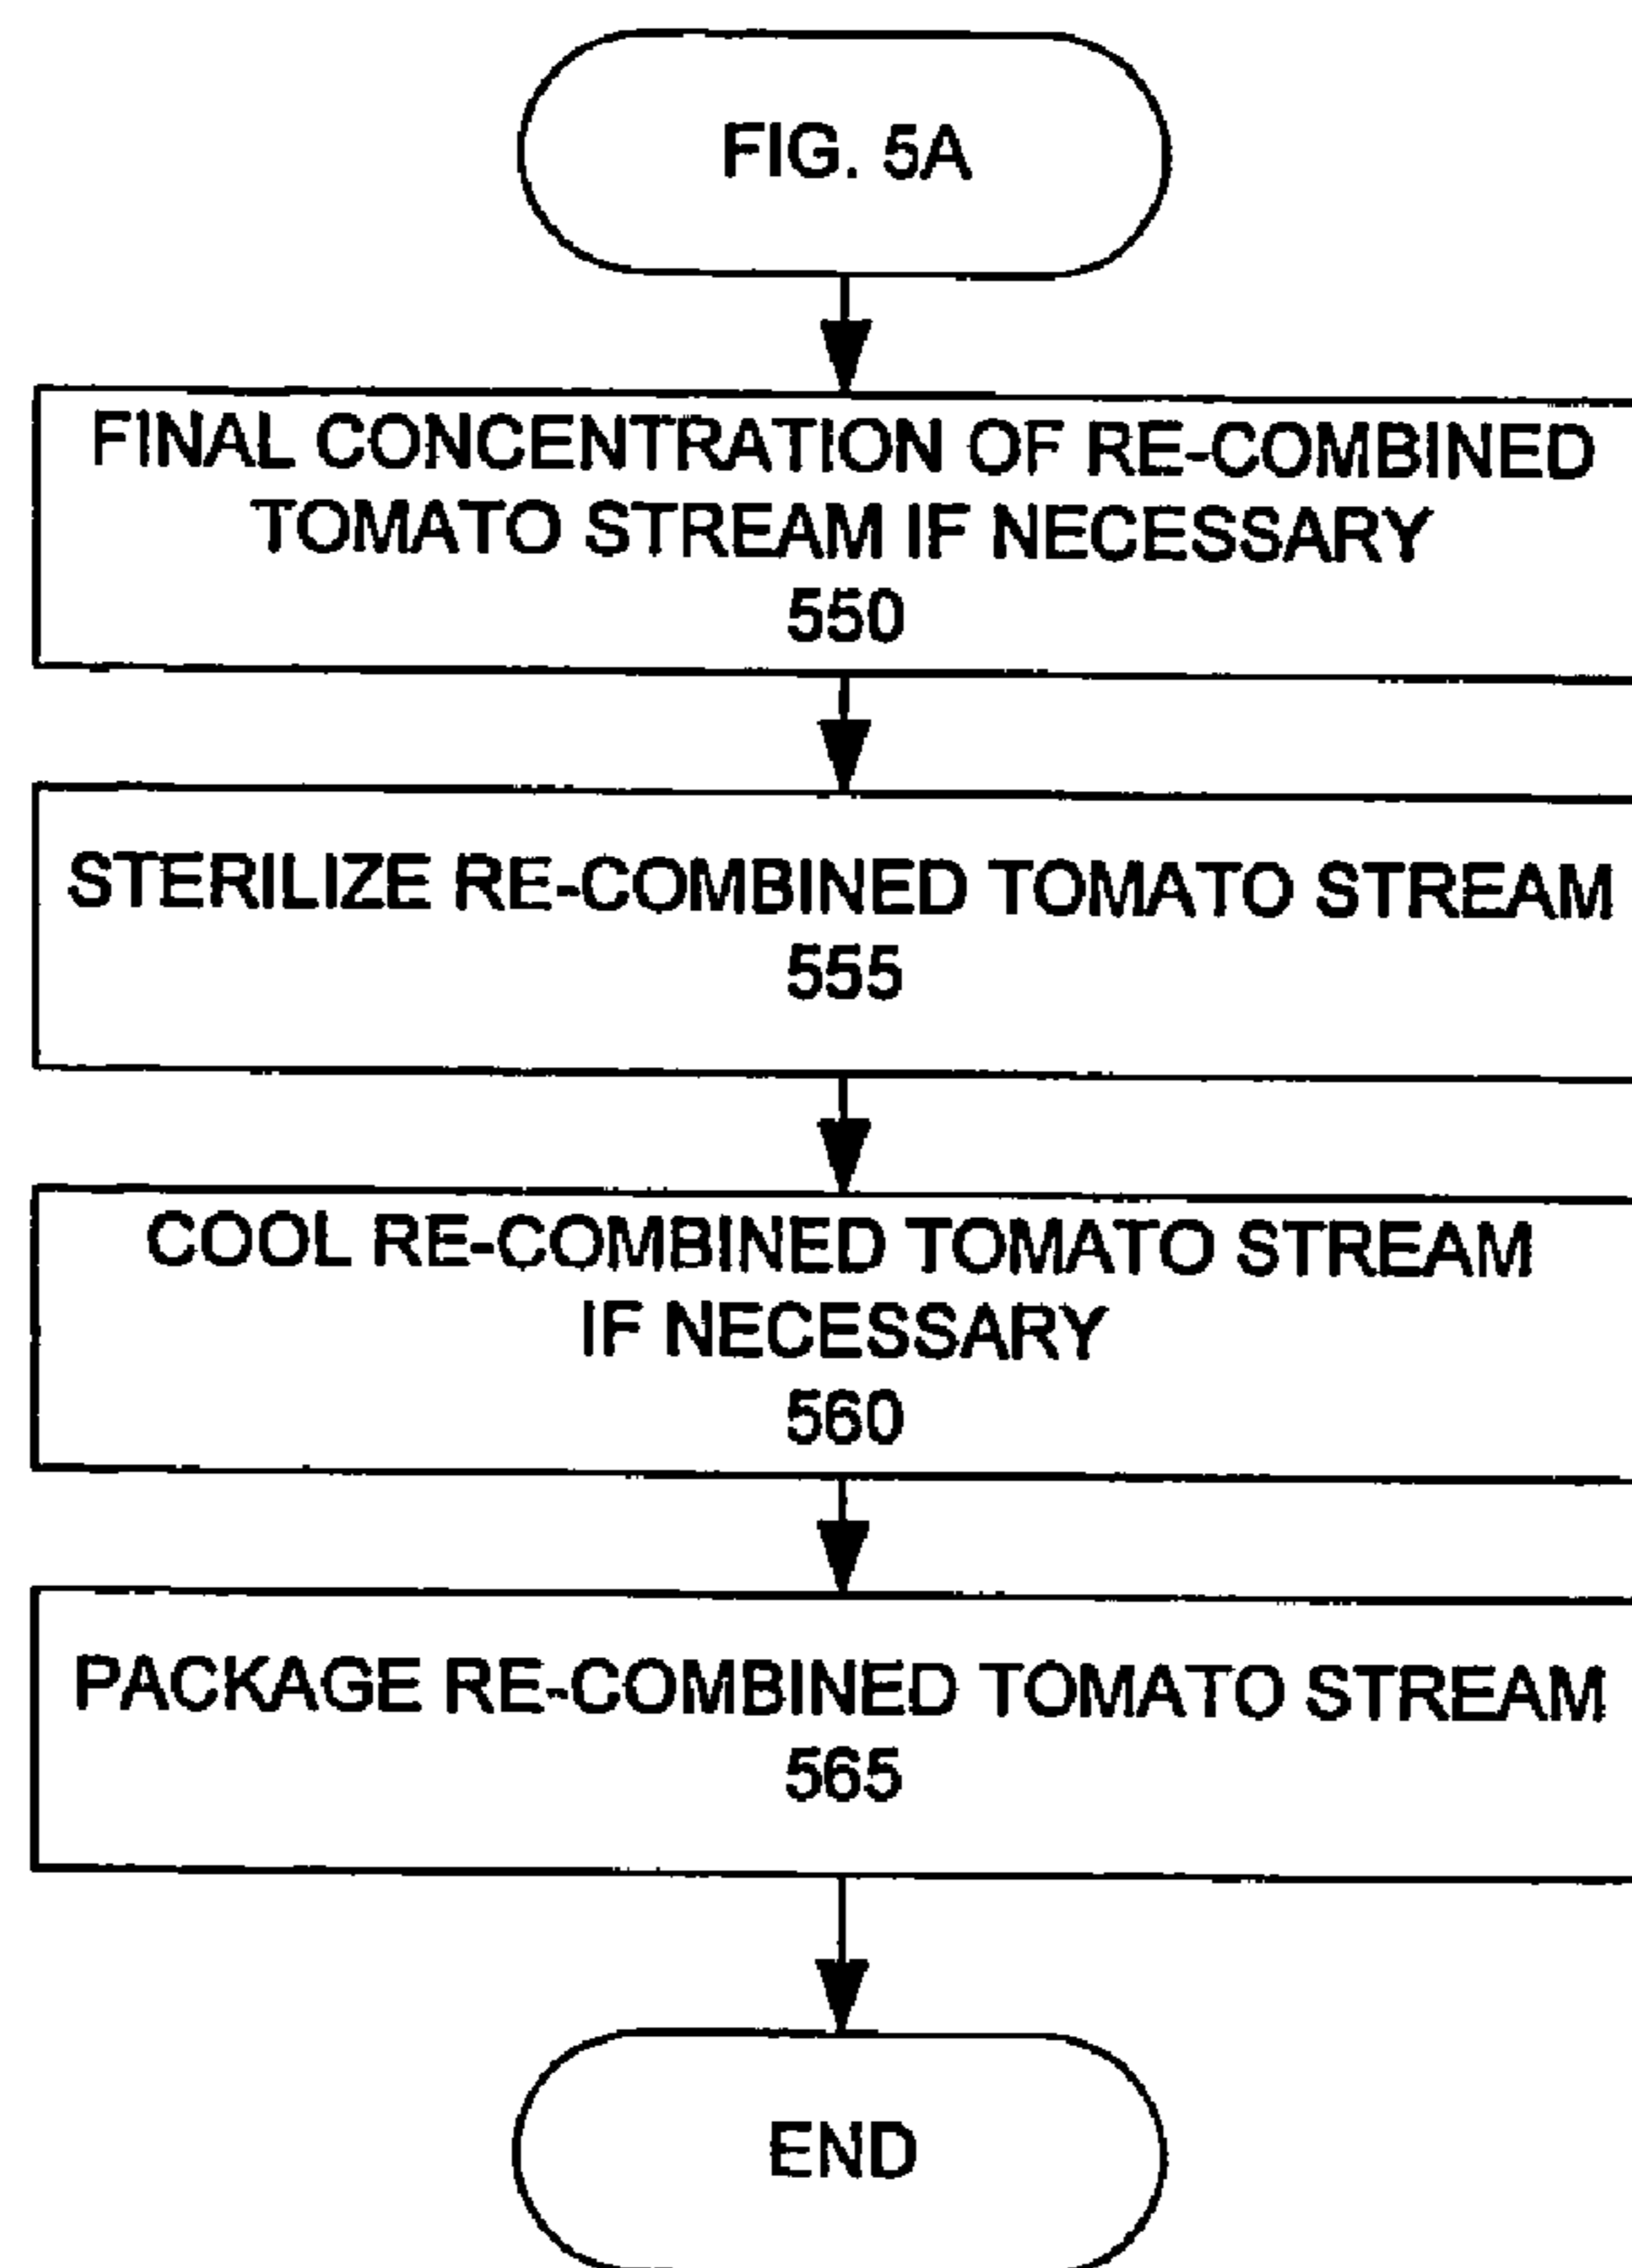 FIG. 5A
FINAL CONCENTRATION OF RE-COMBINED
TOMATO STREAM IF NECESSARY
550
STERILIZE RE-COMBINED TOMATO STREAM
555
COOL RE-COMBINED TOMATO STREAM
IF NECESSARY
560
PACKAGE RE-COMBINED TOMATO STREAM
565
END